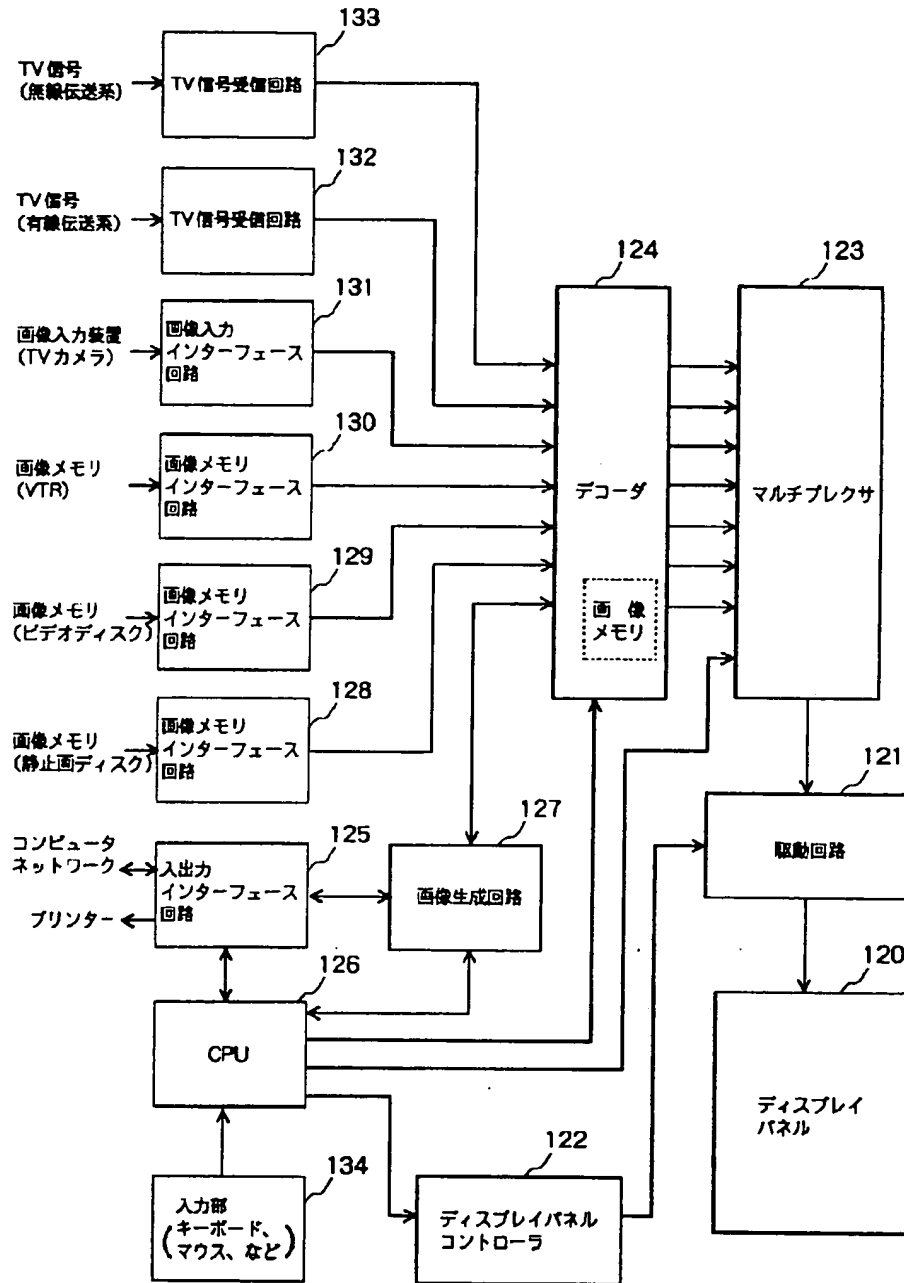 133
TV信号
(無線伝送系)
TV信号受信回路
132
TV信号
(有線伝送系)
TV信号受信回路
131
画像入力装置
(TVカメラ)
画像入力
インターフェース
回路
130
画像メモリ
(VTR)
画像メモリ
インターフェース
回路
129
画像メモリ
(ビデオディスク)
画像メモリ
インターフェース
回路
128
画像メモリ
(静止画ディスク)
画像メモリ
インターフェース
回路
124
デコーダ
画 像
メモリ
123
マルチプレクサ
121
駆動回路
127
画像生成回路
125
コンピュータ
ネットワーク
プリンター
入出力
インターフェース
回路
126
CPU
120
ディスプレイ
パネル
134
入力部
(キーボード、
マウス、など)
122
ディスプレイパネル
コントローラ